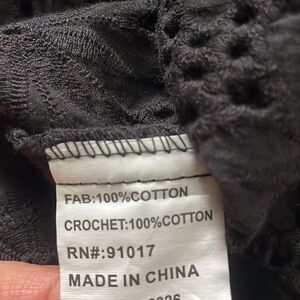 FAB:100%COTTON
CROCHET:100%COTTON
RN#:91017
MADE IN CHINA